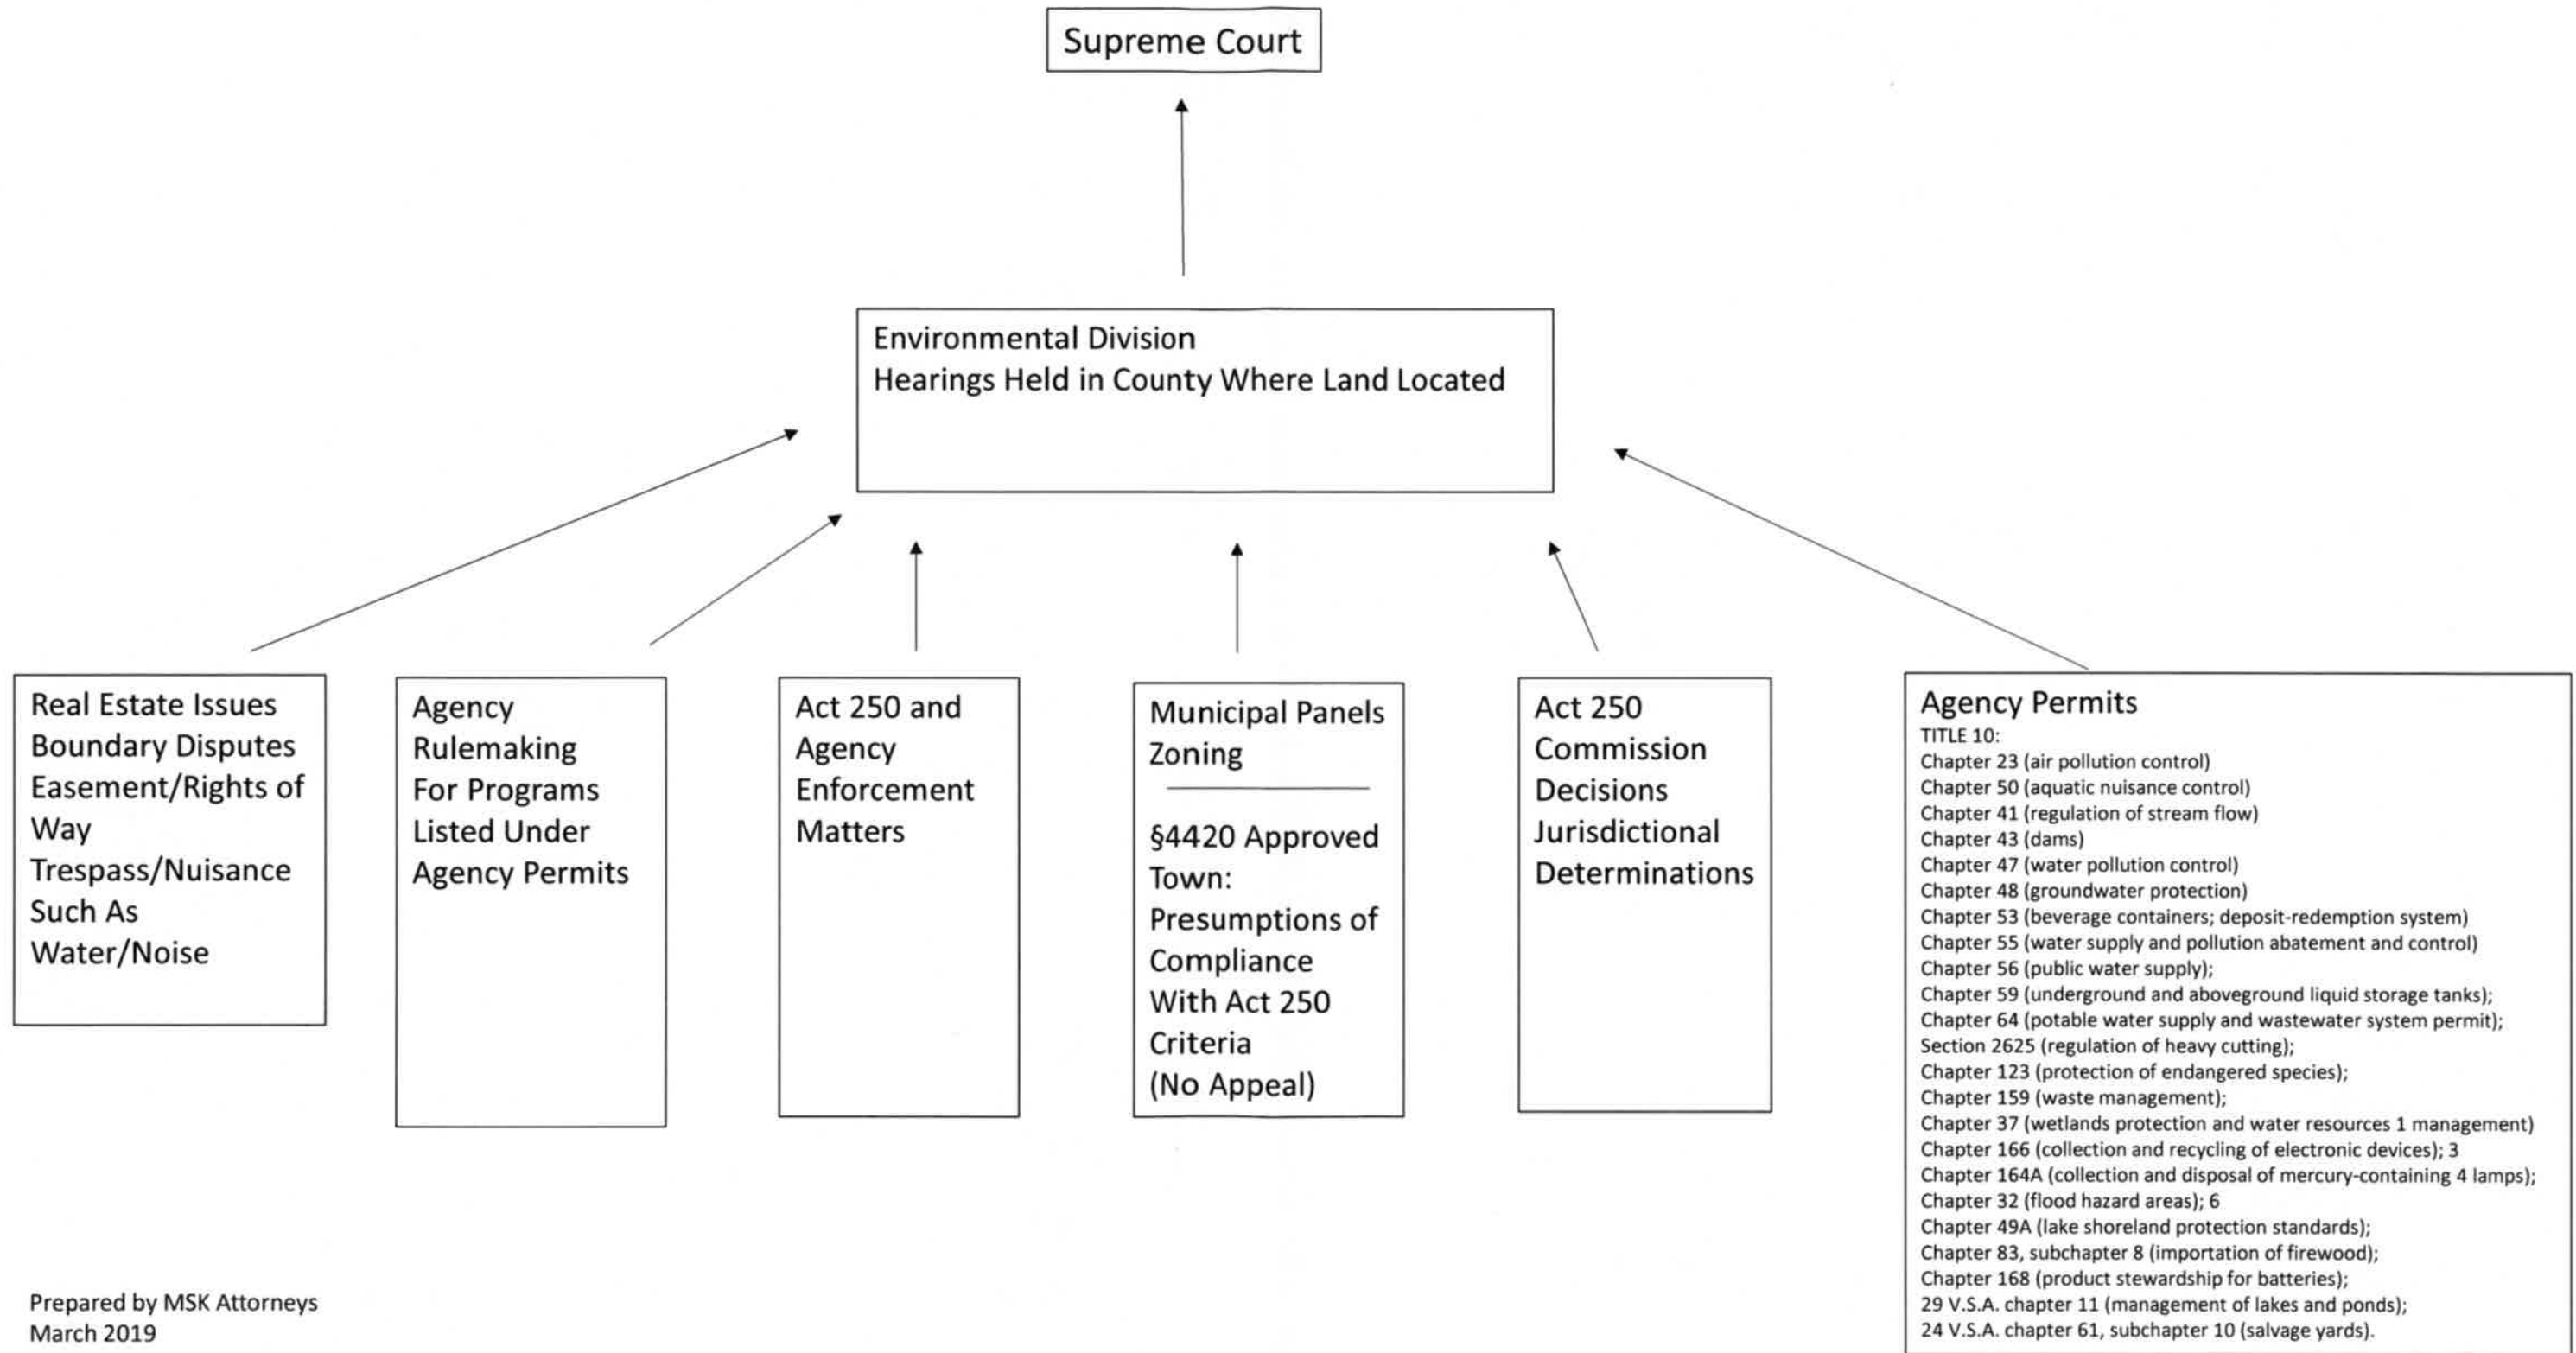 Supreme Court
Environmental Division
Hearings Held in County Where Land Located
Real Estate Issues
Boundary Disputes
Easement/Rights of
Way
Trespass/Nuisance
Such As
Water/Noise
Agency
Rulemaking
For Programs
Listed Under
Agency Permits
Act 250 and
Agency
Enforcement
Matters
Municipal Panels
Zoning
§4420 Approved
Town:
Presumptions of
Compliance
With Act 250
Criteria
(No Appeal)
Act 250
Commission
Decisions
Jurisdictional
Determinations
Agency Permits
TITLE 10:
Chapter 23 (air pollution control)
Chapter 50 (aquatic nuisance control)
Chapter 41 (regulation of stream flow)
Chapter 43 (dams)
Chapter 47 (water pollution control)
Chapter 48 (groundwater protection)
Chapter 53 (beverage containers; deposit-redemption system)
Chapter 55 (water supply and pollution abatement and control)
Chapter 56 (public water supply);
Chapter 59 (underground and aboveground liquid storage tanks);
Chapter 64 (potable water supply and wastewater system permit);
Section 2625 (regulation of heavy cutting);
Chapter 123 (protection of endangered species);
Chapter 159 (waste management);
Chapter 37 (wetlands protection and water resources 1 management)
Chapter 166 (collection and recycling of electronic devices); 3
Chapter 164A (collection and disposal of mercury-containing 4 lamps);
Chapter 32 (flood hazard areas); 6
Chapter 49A (lake shoreland protection standards);
Chapter 83, subchapter 8 (importation of firewood);
Chapter 168 (product stewardship for batteries);
29 V.S.A. chapter 11 (management of lakes and ponds);
24 V.S.A. chapter 61, subchapter 10 (salvage yards).
Prepared by MSK Attorneys
March 2019